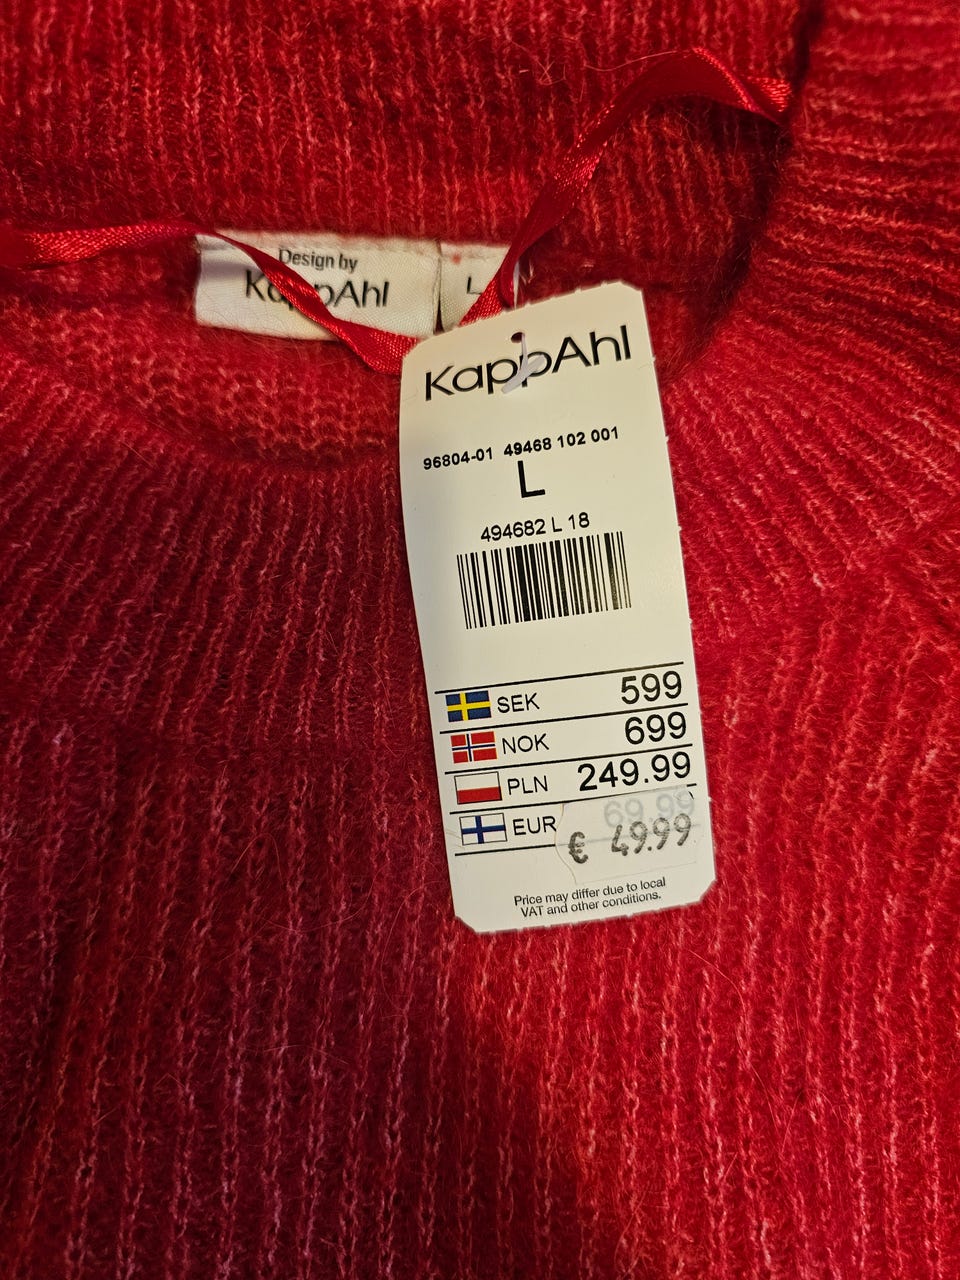 Design by
KappAhl
L
KappAhl
96804-01 49468 102 001
L
494682 L 18
SEK 599
NOK 699
PLN 249.99
69.99
EUR € 49.99
Price may differ due to local
VAT and other conditions.